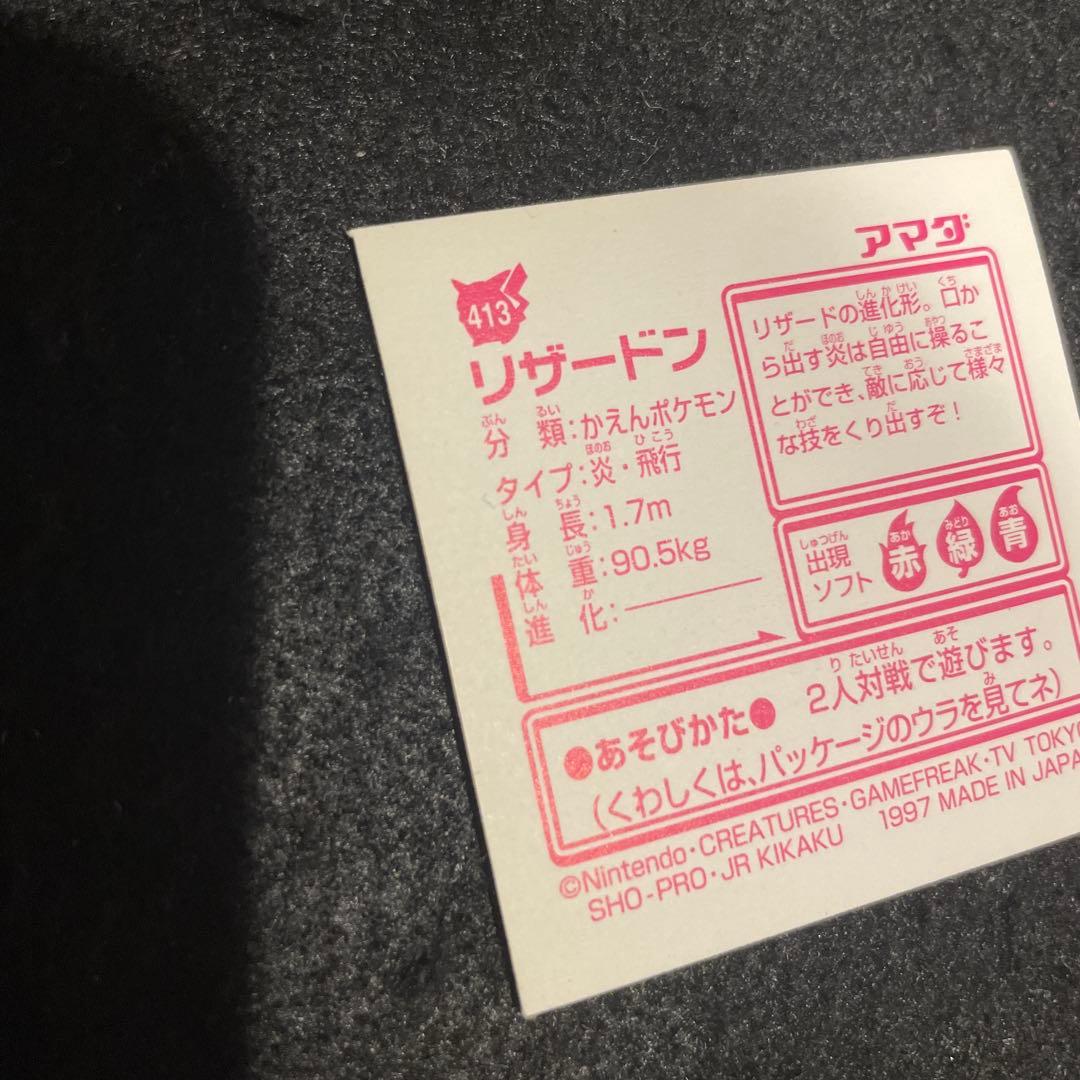 アマダ
413
リザードン
分類:かえんポケモン
タイプ:炎・飛行
身長:1.7m
体重:90.5kg
進化:
リザードの進化形。口か
ら出す炎は自由に操るこ
とができ、敵に応じて様々
な技をくり出すぞ!
出現
ソフト
赤 緑 青
●あそびかた● 2人対戦で遊びます。
(くわしくは、パッケージのウラを見てネ)
©Nintendo・CREATURES・GAMEFREAK・TV TOKYO
SHO-PRO・JR KIKAKU 1997 MADE IN JAPA